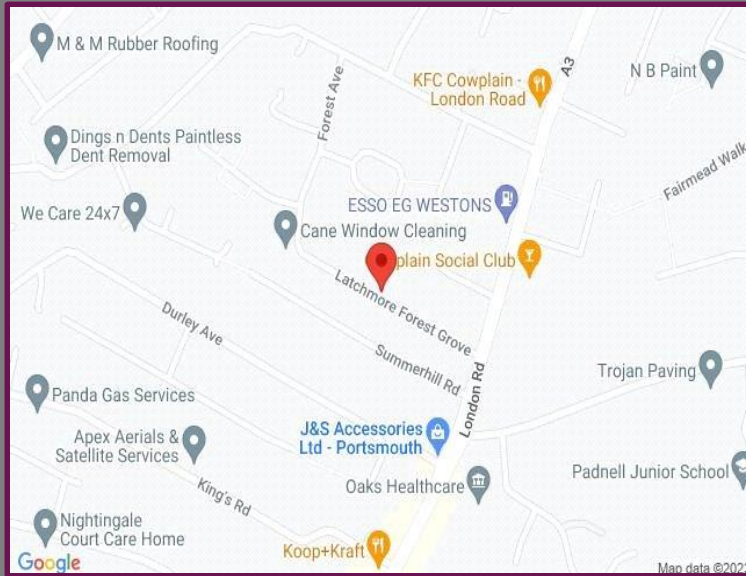 M & M Rubber Roofing
Forest Ave
KFC Cowplain -
London Road
A3
N B Paint
Dings n Dents Paintless
Dent Removal
Fairmead Walk
We Care 24x7
ESSO EG WESTONS
Cane Window Cleaning
plain Social Club
Latchmore Forest Grove
Durley Ave
Summerhill Rd
London Rd
Trojan Paving
Panda Gas Services
J&S Accessories
Ltd - Portsmouth
Apex Aerials &
Satellite Services
Oaks Healthcare
Padnell Junior School
King's Rd
Nightingale
Court Care Home
Koop+Kraft
Google
Map data ©202